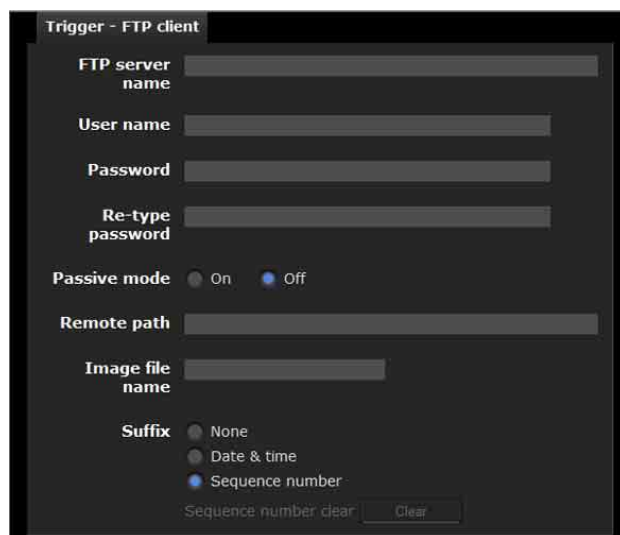 Trigger - FTP client
FTP server
name
User name
Password
Re-type
password
Passive mode On Off
Remote path
Image file
name
Suffix None
Date & time
Sequence number
Sequence number clear Clear